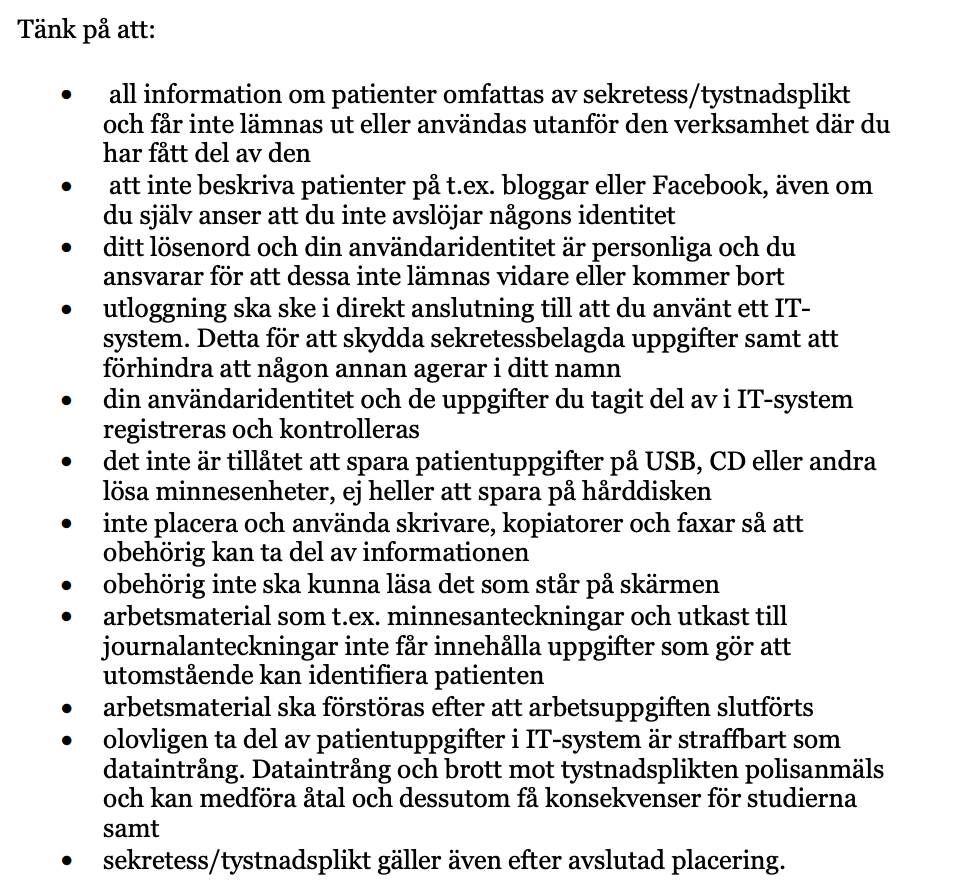 Tänk på att:
• all information om patienter omfattas av sekretess/tystnadsplikt
och får inte lämnas ut eller användas utanför den verksamhet där du
har fått del av den
• att inte beskriva patienter på t.ex. bloggar eller Facebook, även om
du själv anser att du inte avslöjar någons identitet
• ditt lösenord och din användaridentitet är personliga och du
ansvarar för att dessa inte lämnas vidare eller kommer bort
• utloggning ska ske i direkt anslutning till att du använt ett IT-
system. Detta för att skydda sekretessbelagda uppgifter samt att
förhindra att någon annan agerar i ditt namn
• din användaridentitet och de uppgifter du tagit del av i IT-system
registreras och kontrolleras
• det inte är tillåtet att spara patientuppgifter på USB, CD eller andra
lösa minnesenheter, ej heller att spara på hårddisken
• inte placera och använda skrivare, kopiatorer och faxar så att
obehörig kan ta del av informationen
• obehörig inte ska kunna läsa det som står på skärmen
• arbetsmaterial som t.ex. minnesanteckningar och utkast till
journalanteckningar inte får innehålla uppgifter som gör att
utomstående kan identifiera patienten
• arbetsmaterial ska förstöras efter att arbetsuppgiften slutförts
• olovligen ta del av patientuppgifter i IT-system är straffbart som
dataintrång. Dataintrång och brott mot tystnadsplikten polisanmäls
och kan medföra åtal och dessutom få konsekvenser för studierna
samt
• sekretess/tystnadsplikt gäller även efter avslutad placering.